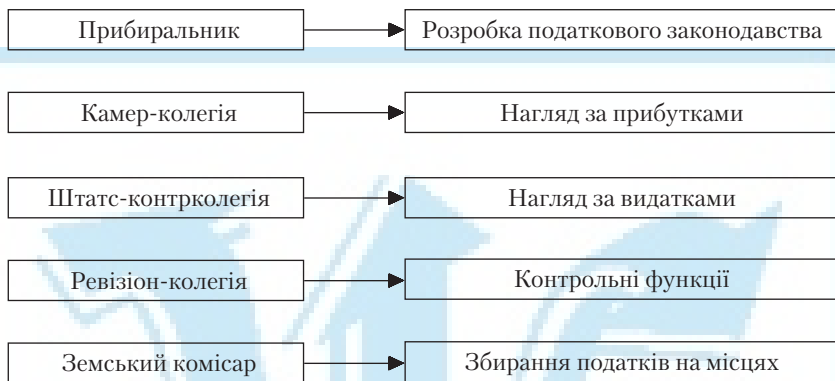 Прибиральник
Розробка податкового законодавства
Камер-колегія
Нагляд за прибутками
Штатс-контрколегія
Нагляд за видатками
Ревізіон-колегія
Контрольні функції
Земський комісар
Збирання податків на місцях